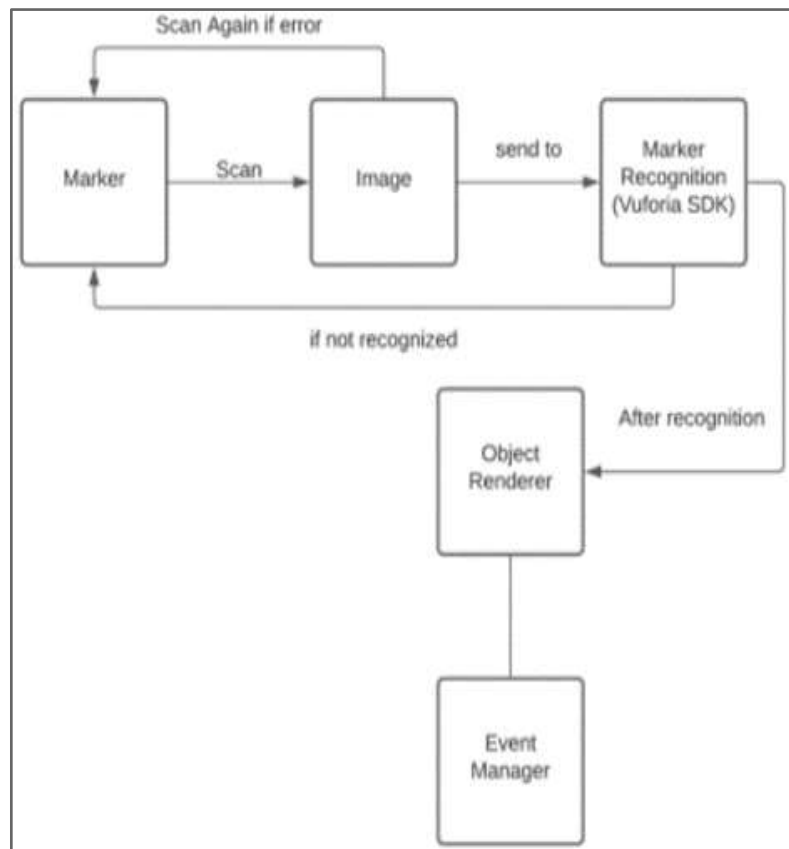 Scan Again if error
Marker
Scan
Image
send to
Marker
Recognition
(Vuforia SDK)
if not recognized
After recognition
Object
Renderer
Event
Manager